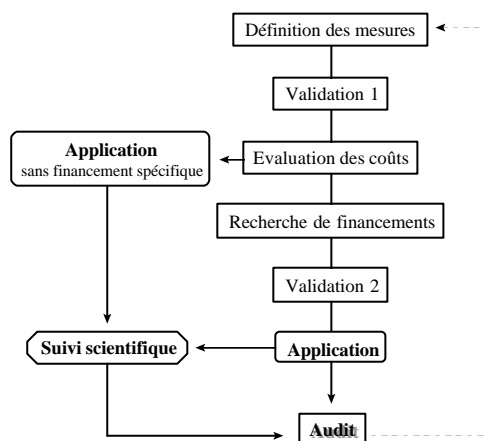 Définition des mesures
Validation 1
Application
sans financement spécifique
Evaluation des coûts
Recherche de financements
Validation 2
Suivi scientifique
Application
Audit